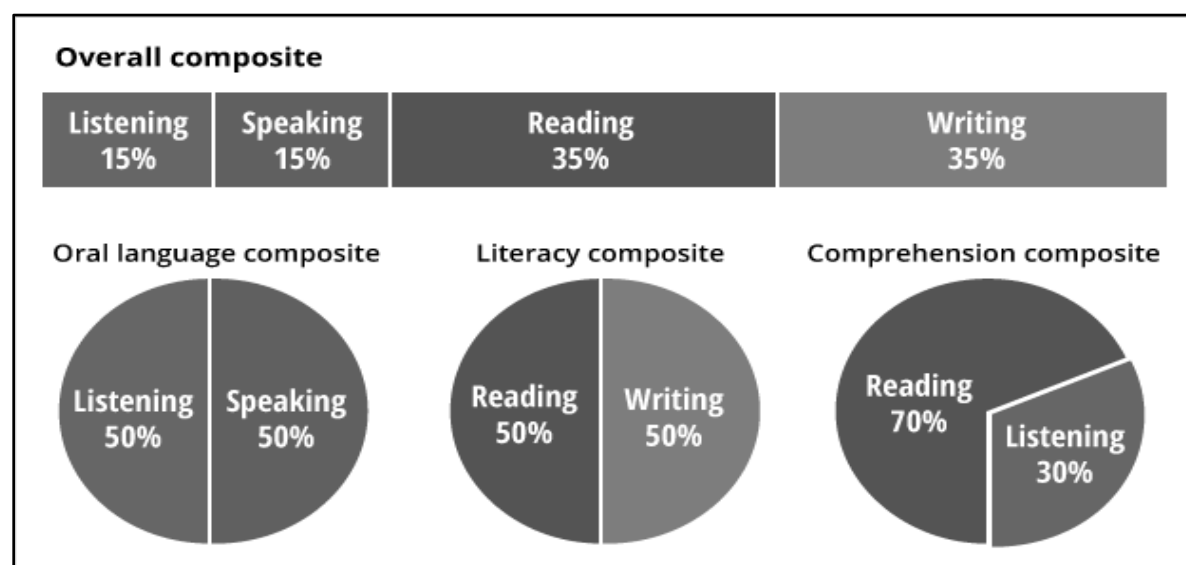 Overall composite
Listening Speaking Reading Writing
15% 15% 35% 35%
Oral language composite Literacy composite Comprehension composite
Listening
50%
Speaking
50%
Reading
50%
Writing
50%
Reading
70%
Listening
30%